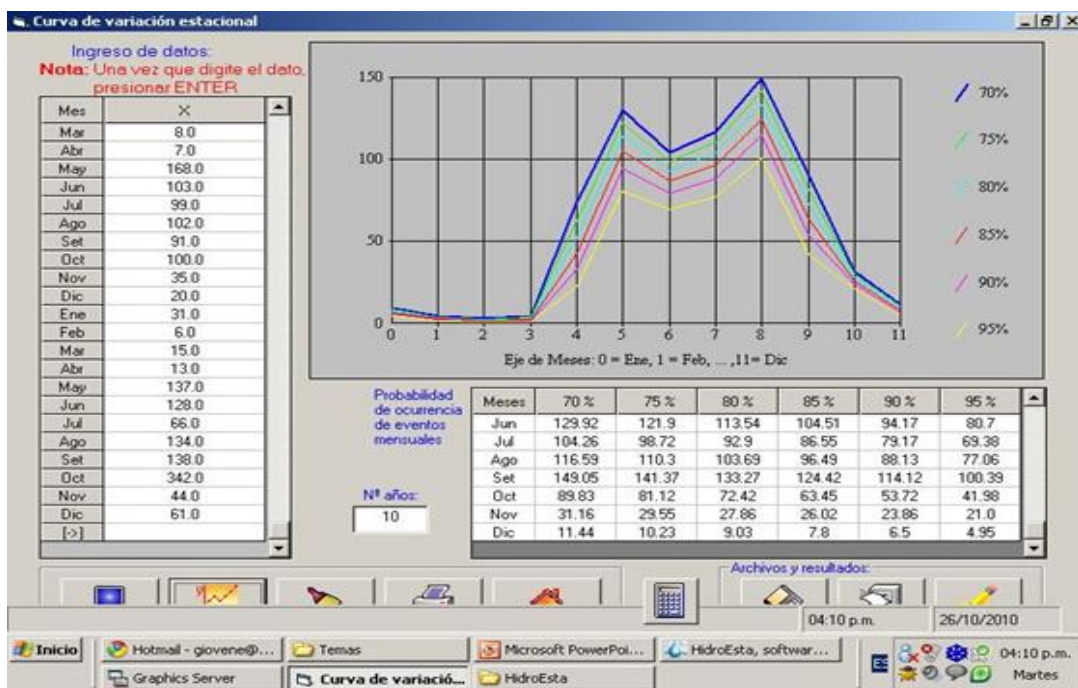 Curva de variación estacional
Ingreso de datos:
Nota: Una vez que digite el dato,
presionar ENTER
Mes X
Mar 8.0
Abr 7.0
May 168.0
Jun 103.0
Jul 99.0
Ago 102.0
Set 91.0
Oct 100.0
Nov 35.0
Dic 20.0
Ene 31.0
Feb 6.0
Mar 15.0
Abr 13.0
May 137.0
Jun 128.0
Jul 66.0
Ago 134.0
Set 138.0
Oct 342.0
Nov 44.0
Dic 61.0
[->]
150
100
50
0
0 1 2 3 4 5 6 7 8 9 10 11
Eje de Meses: 0 = Ene, 1 = Feb, ... ,11= Dic
70%
75%
80%
85%
90%
95%
Probabilidad
de ocurrencia
de eventos
mensuales
Nº años:
10
Meses 70 % 75 % 80 % 85 % 90 % 95 %
Jun 129.92 121.9 113.54 104.51 94.17 80.7
Jul 104.26 98.72 92.9 86.55 79.17 69.38
Ago 116.59 110.3 103.69 96.49 88.13 77.06
Set 149.05 141.37 133.27 124.42 114.12 100.39
Oct 89.83 81.12 72.42 63.45 53.72 41.98
Nov 31.16 29.55 27.86 26.02 23.86 21.0
Dic 11.44 10.23 9.03 7.8 6.5 4.95
Archivos y resultados:
04:10 p.m. 26/10/2010
Inicio
Hotmail - giovene@...
Temas
Microsoft PowerPoi...
HidroEsta, softwar...
ES
04:10 p.m.
Graphics Server
Curva de variació...
HidroEsta
Martes